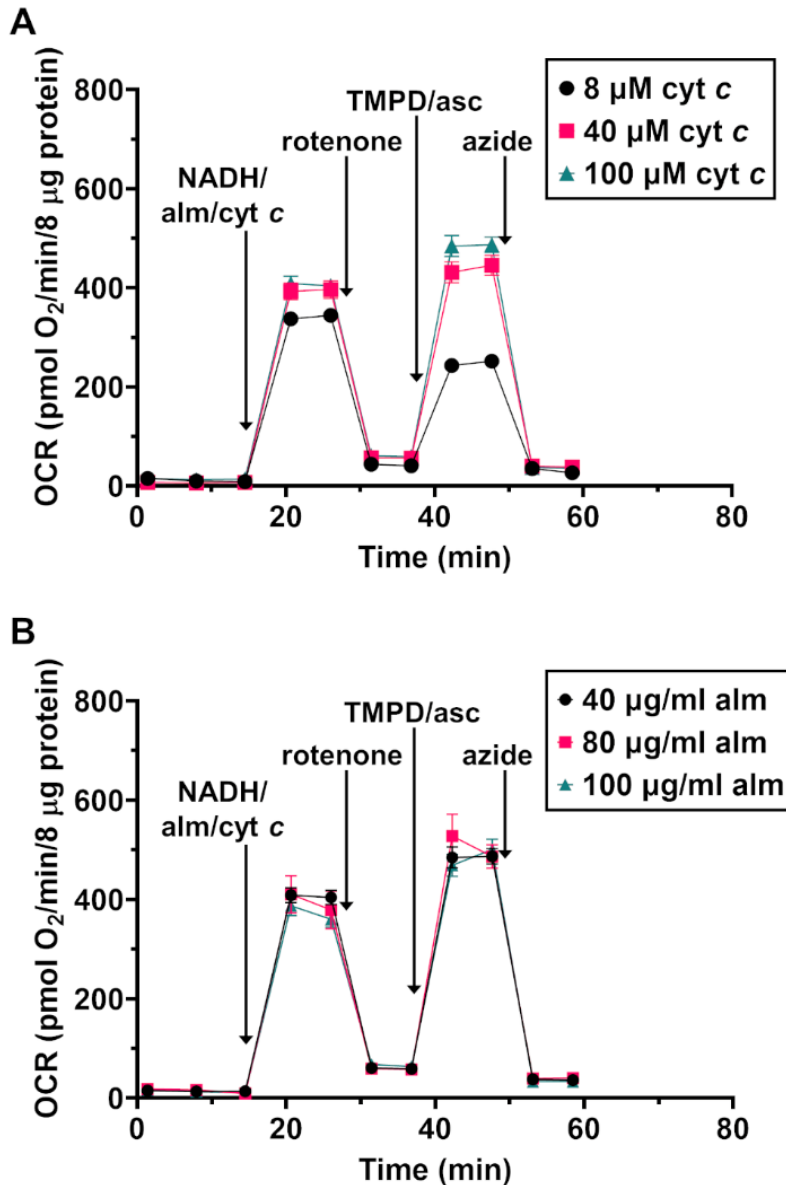 A
800
600
400
200
0
OCR (pmol O₂/min/8 µg protein)
NADH/
alm/cyt c
rotenone
TMPD/asc
azide
8 µM cyt c
40 µM cyt c
100 µM cyt c
0 20 40 60 80
Time (min)
B
800
600
400
200
0
OCR (pmol O₂/min/8 µg protein)
NADH/
alm/cyt c
rotenone
TMPD/asc
azide
40 µg/ml alm
80 µg/ml alm
100 µg/ml alm
0 20 40 60 80
Time (min)